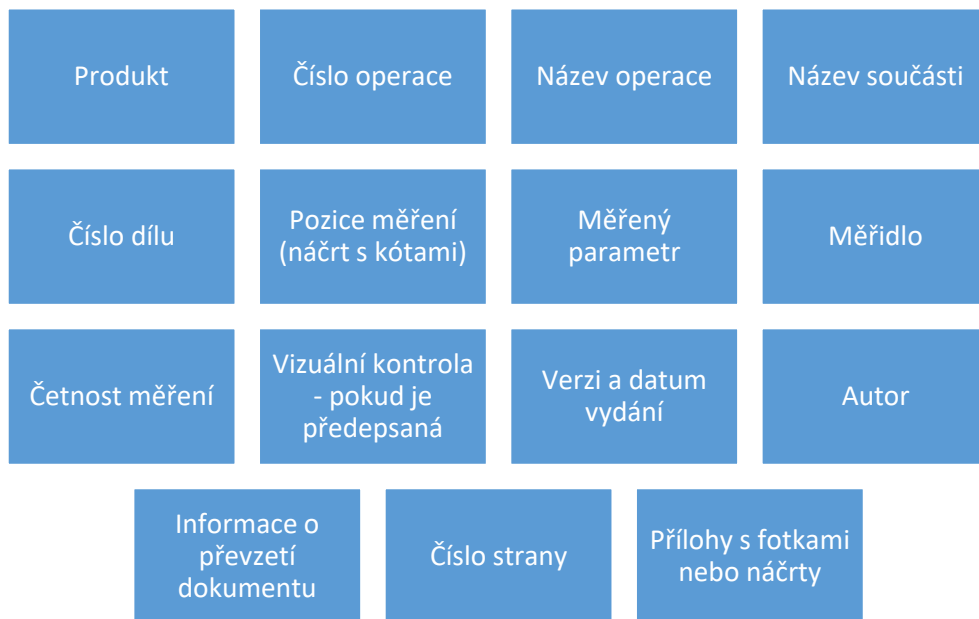 Produkt
Číslo operace
Název operace
Název součásti
Číslo dílu
Pozice měření
(náčrt s kótami)
Měřený
parametr
Měřidlo
Četnost měření
Vizuální kontrola
- pokud je
předepsaná
Verzi a datum
vydání
Autor
Informace o
převzetí
dokumentu
Číslo strany
Přílohy s fotkami
nebo náčrty